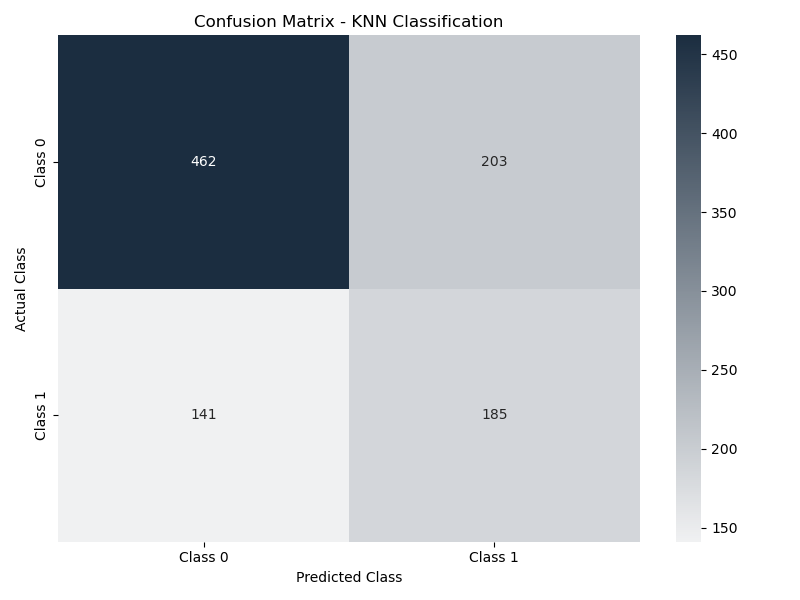 Confusion Matrix - KNN Classification
Actual Class
Class 0
Class 1
462
203
141
185
Class 0
Class 1
Predicted Class
450
400
350
300
250
200
150